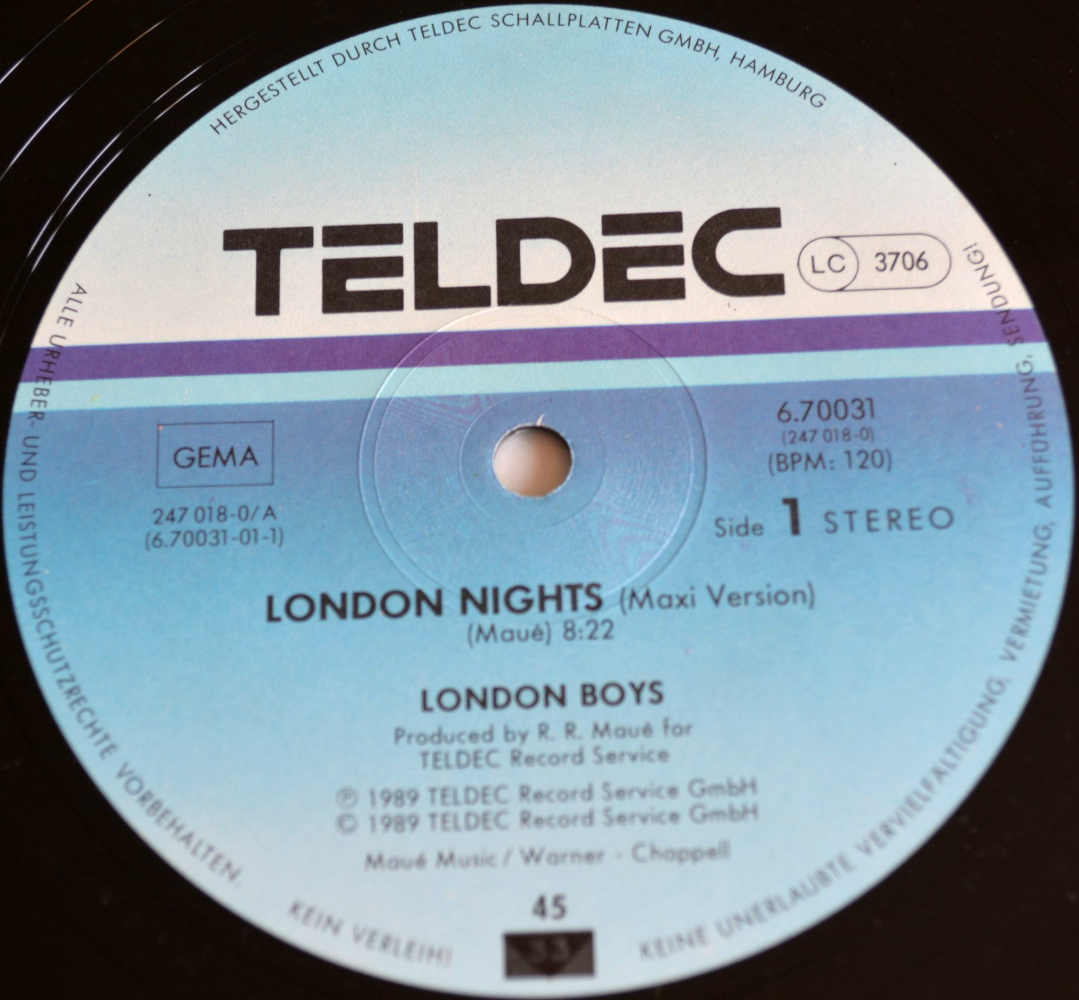 HERGESTELLT DURCH TELDEC SCHALLPLATTEN GMBH, HAMBURG
TELDEC
LC 3706
GEMA
247 018-0/A
(6.70031-01-1)
6.70031
(247 018-0)
(BPM: 120)
Side 1 STEREO
LONDON NIGHTS (Maxi Version)
(Maué) 8:22
LONDON BOYS
Produced by R. R. Maué for
TELDEC Record Service
℗ 1989 TELDEC Record Service GmbH
© 1989 TELDEC Record Service GmbH
Maué Music / Warner - Chappell
45
33
ALLE URHEBER- UND LEISTUNGSSCHUTZRECHTE VORBEHALTEN.
KEIN VERLEIH!
KEINE UNERLAUBTE VERVIELFÄLTIGUNG, VERMIETUNG, AUFFÜHRUNG, SENDUNG!